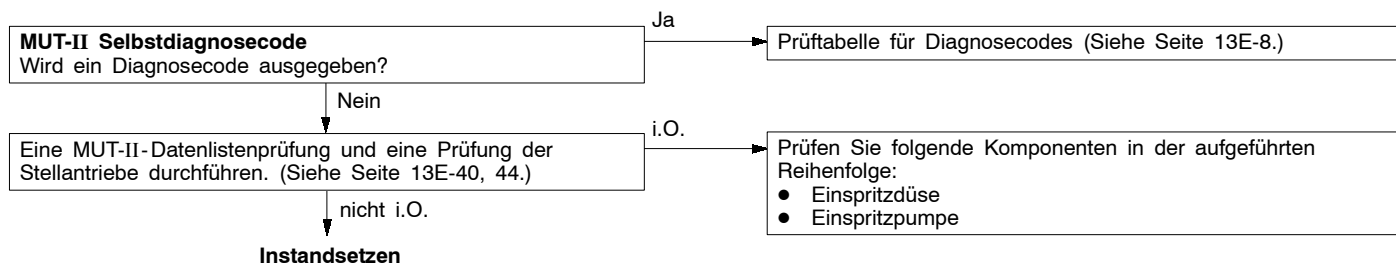 MUT-II Selbstdiagnosecode
Wird ein Diagnosecode ausgegeben?
Ja
Prüftabelle für Diagnosecodes (Siehe Seite 13E-8.)
Nein
Eine MUT-II-Datenlistenprüfung und eine Prüfung der
Stellantriebe durchführen. (Siehe Seite 13E-40, 44.)
i.O.
Prüfen Sie folgende Komponenten in der aufgeführten
Reihenfolge:
● Einspritzdüse
● Einspritzpumpe
nicht i.O.
Instandsetzen